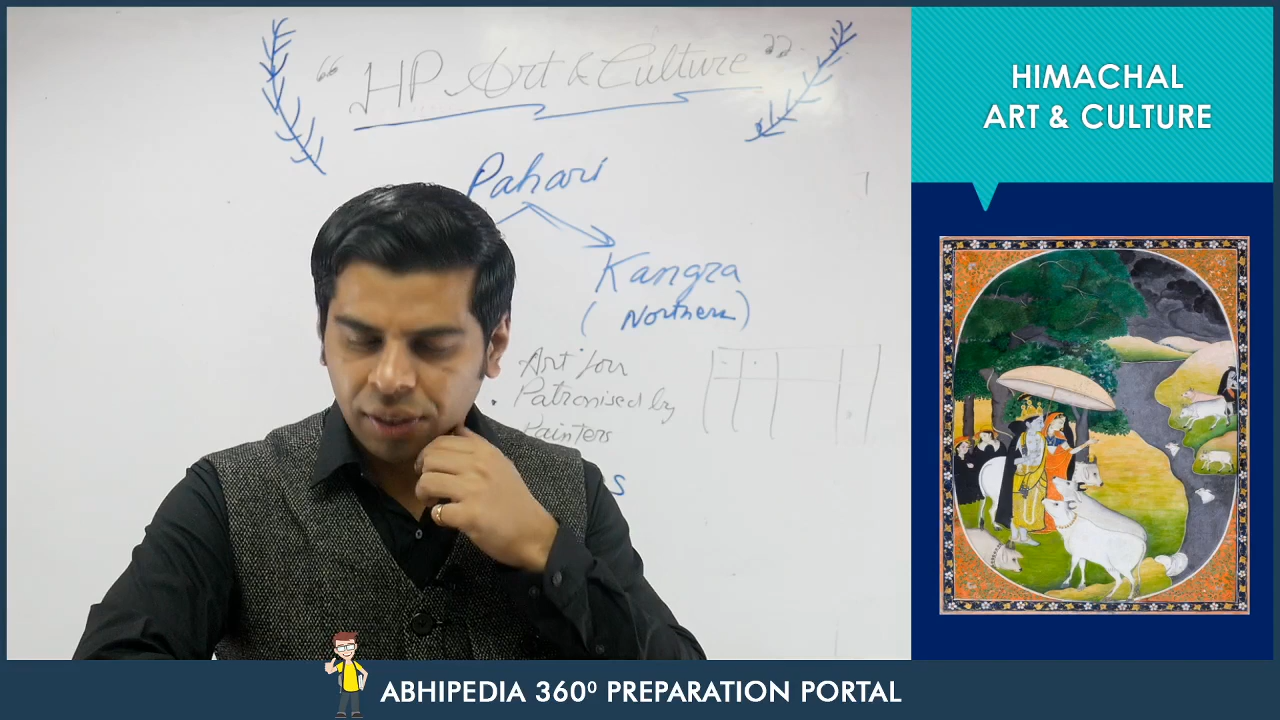 “HP Art & Culture”
Pahari
Kangra
(Northern)
Art for
• Patronised by
Painters
s
HIMACHAL
ART & CULTURE
ABHIPEDIA 360⁰ PREPARATION PORTAL